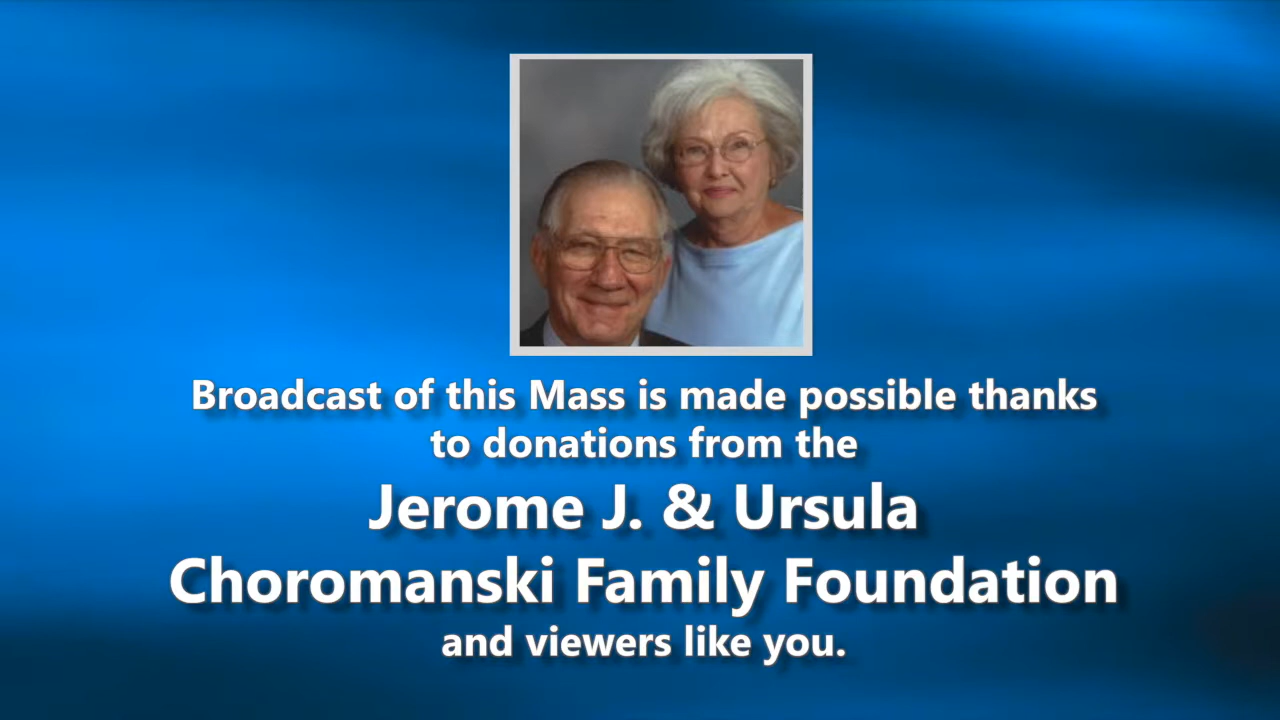 Broadcast of this Mass is made possible thanks
to donations from the
Jerome J. & Ursula
Choromanski Family Foundation
and viewers like you.